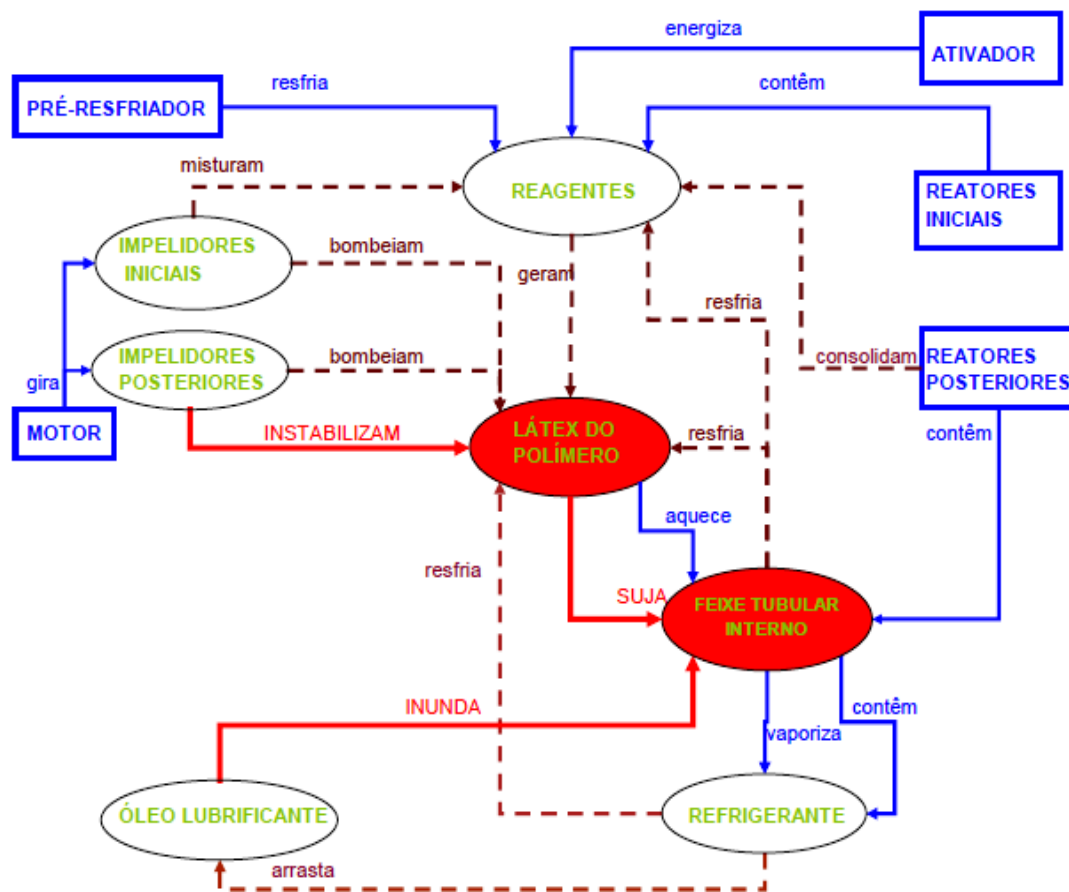 energiza
ATIVADOR
resfria
contêm
PRÉ-RESFRIADOR
misturam
REAGENTES
REATORES
INICIAIS
IMPELIDORES
INICIAIS
bombeiam
geram
resfria
IMPELIDORES
POSTERIORES
bombeiam
consolidam
REATORES
POSTERIORES
gira
MOTOR
INSTABILIZAM
LÁTEX DO
POLÍMERO
resfria
contêm
aquece
resfria
SUJA
FEIXE TUBULAR
INTERNO
INUNDA
vaporiza
contêm
ÓLEO LUBRIFICANTE
REFRIGERANTE
arrasta